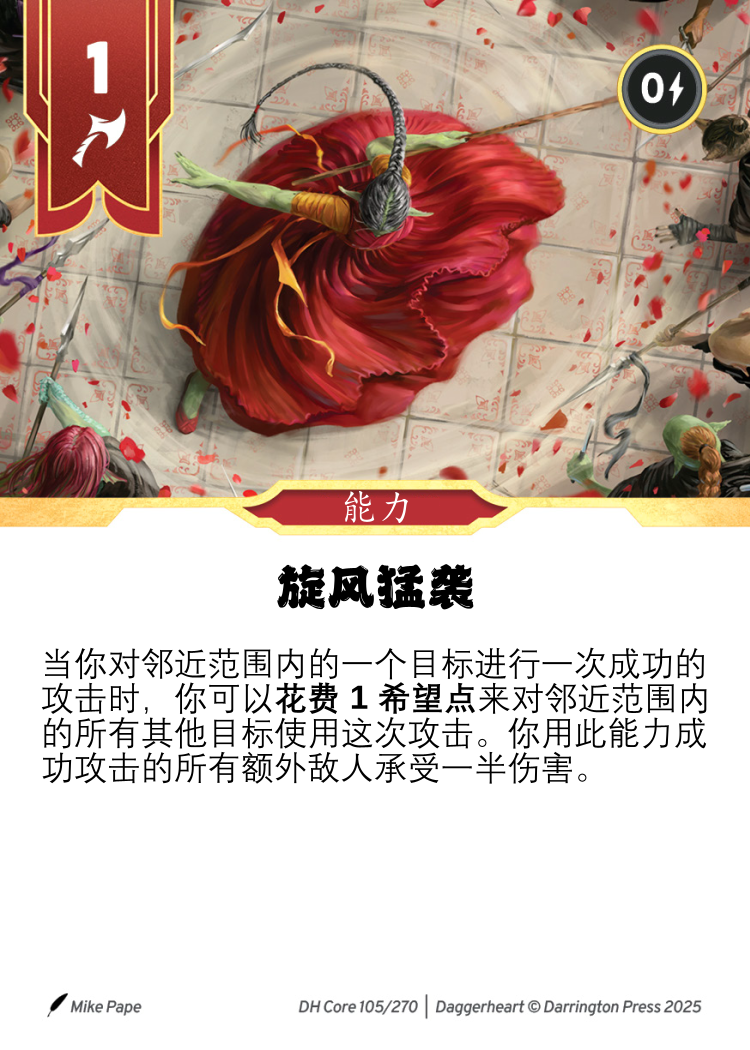 1
0
能力
旋风猛袭
当你对邻近范围内的一个目标进行一次成功的
攻击时，你可以花费 1 希望点来对邻近范围内
的所有其他目标使用这次攻击。你用此能力成
功攻击的所有额外敌人承受一半伤害。
Mike Pape
DH Core 105/270 | Daggerheart © Darrington Press 2025